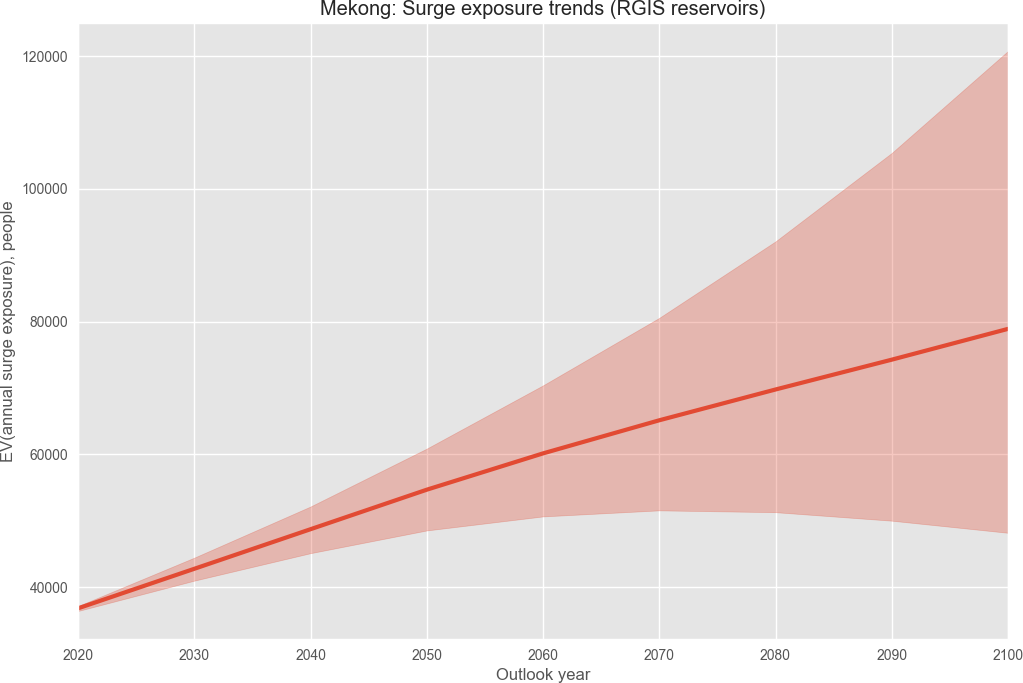 Mekong: Surge exposure trends (RGIS reservoirs)
EV(annual surge exposure), people
120000
100000
80000
60000
40000
2020 2030 2040 2050 2060 2070 2080 2090 2100
Outlook year